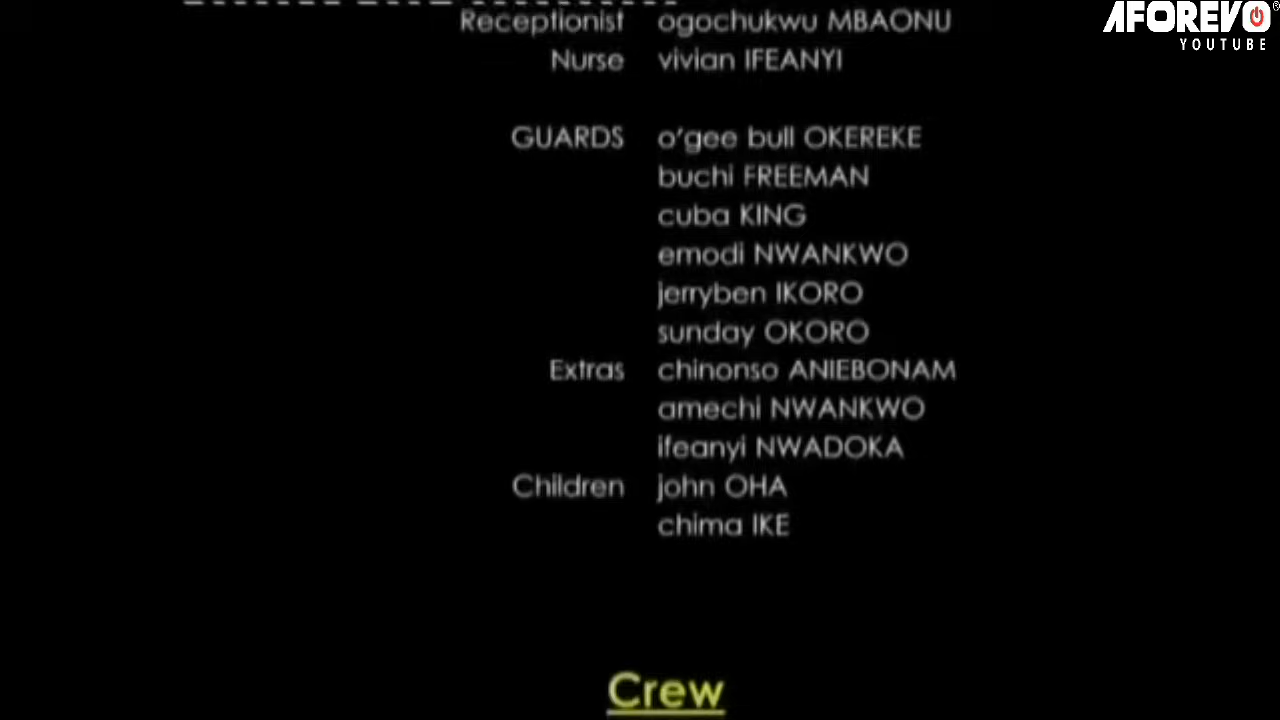 AFOREVO
YOUTUBE
Receptionist ogochukwu MBAONU
Nurse vivian IFEANYI
GUARDS o'gee bull OKEREKE
buchi FREEMAN
cuba KING
emodi NWANKWO
jerryben IKORO
sunday OKORO
Extras chinonso ANIEBONAM
amechi NWANKWO
ifeanyi NWADOKA
Children john OHA
chima IKE
Crew